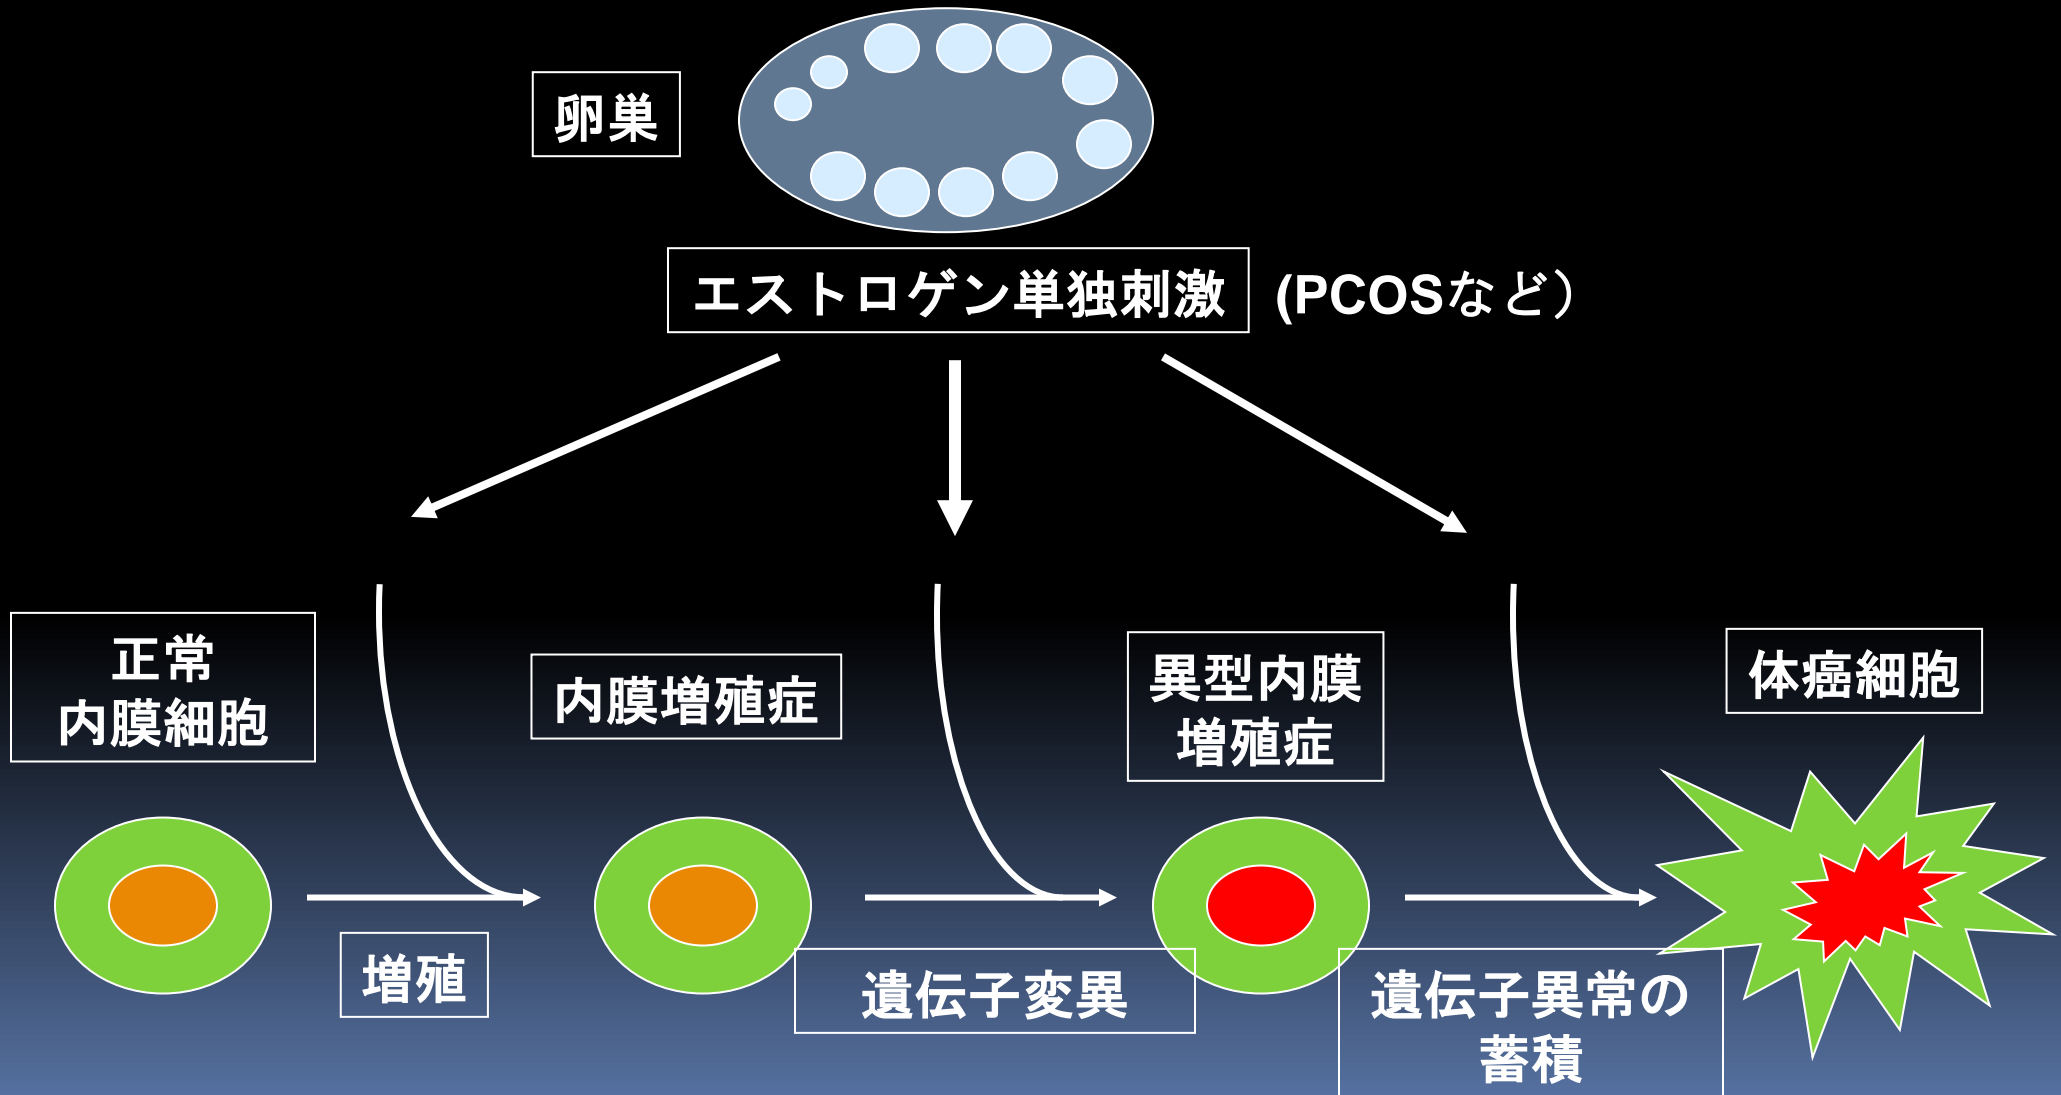 卵巣
エストロゲン単独刺激 (PCOSなど）
正常
内膜細胞
内膜増殖症
異型内膜
増殖症
体癌細胞
増殖
遺伝子変異
遺伝子異常の
蓄積